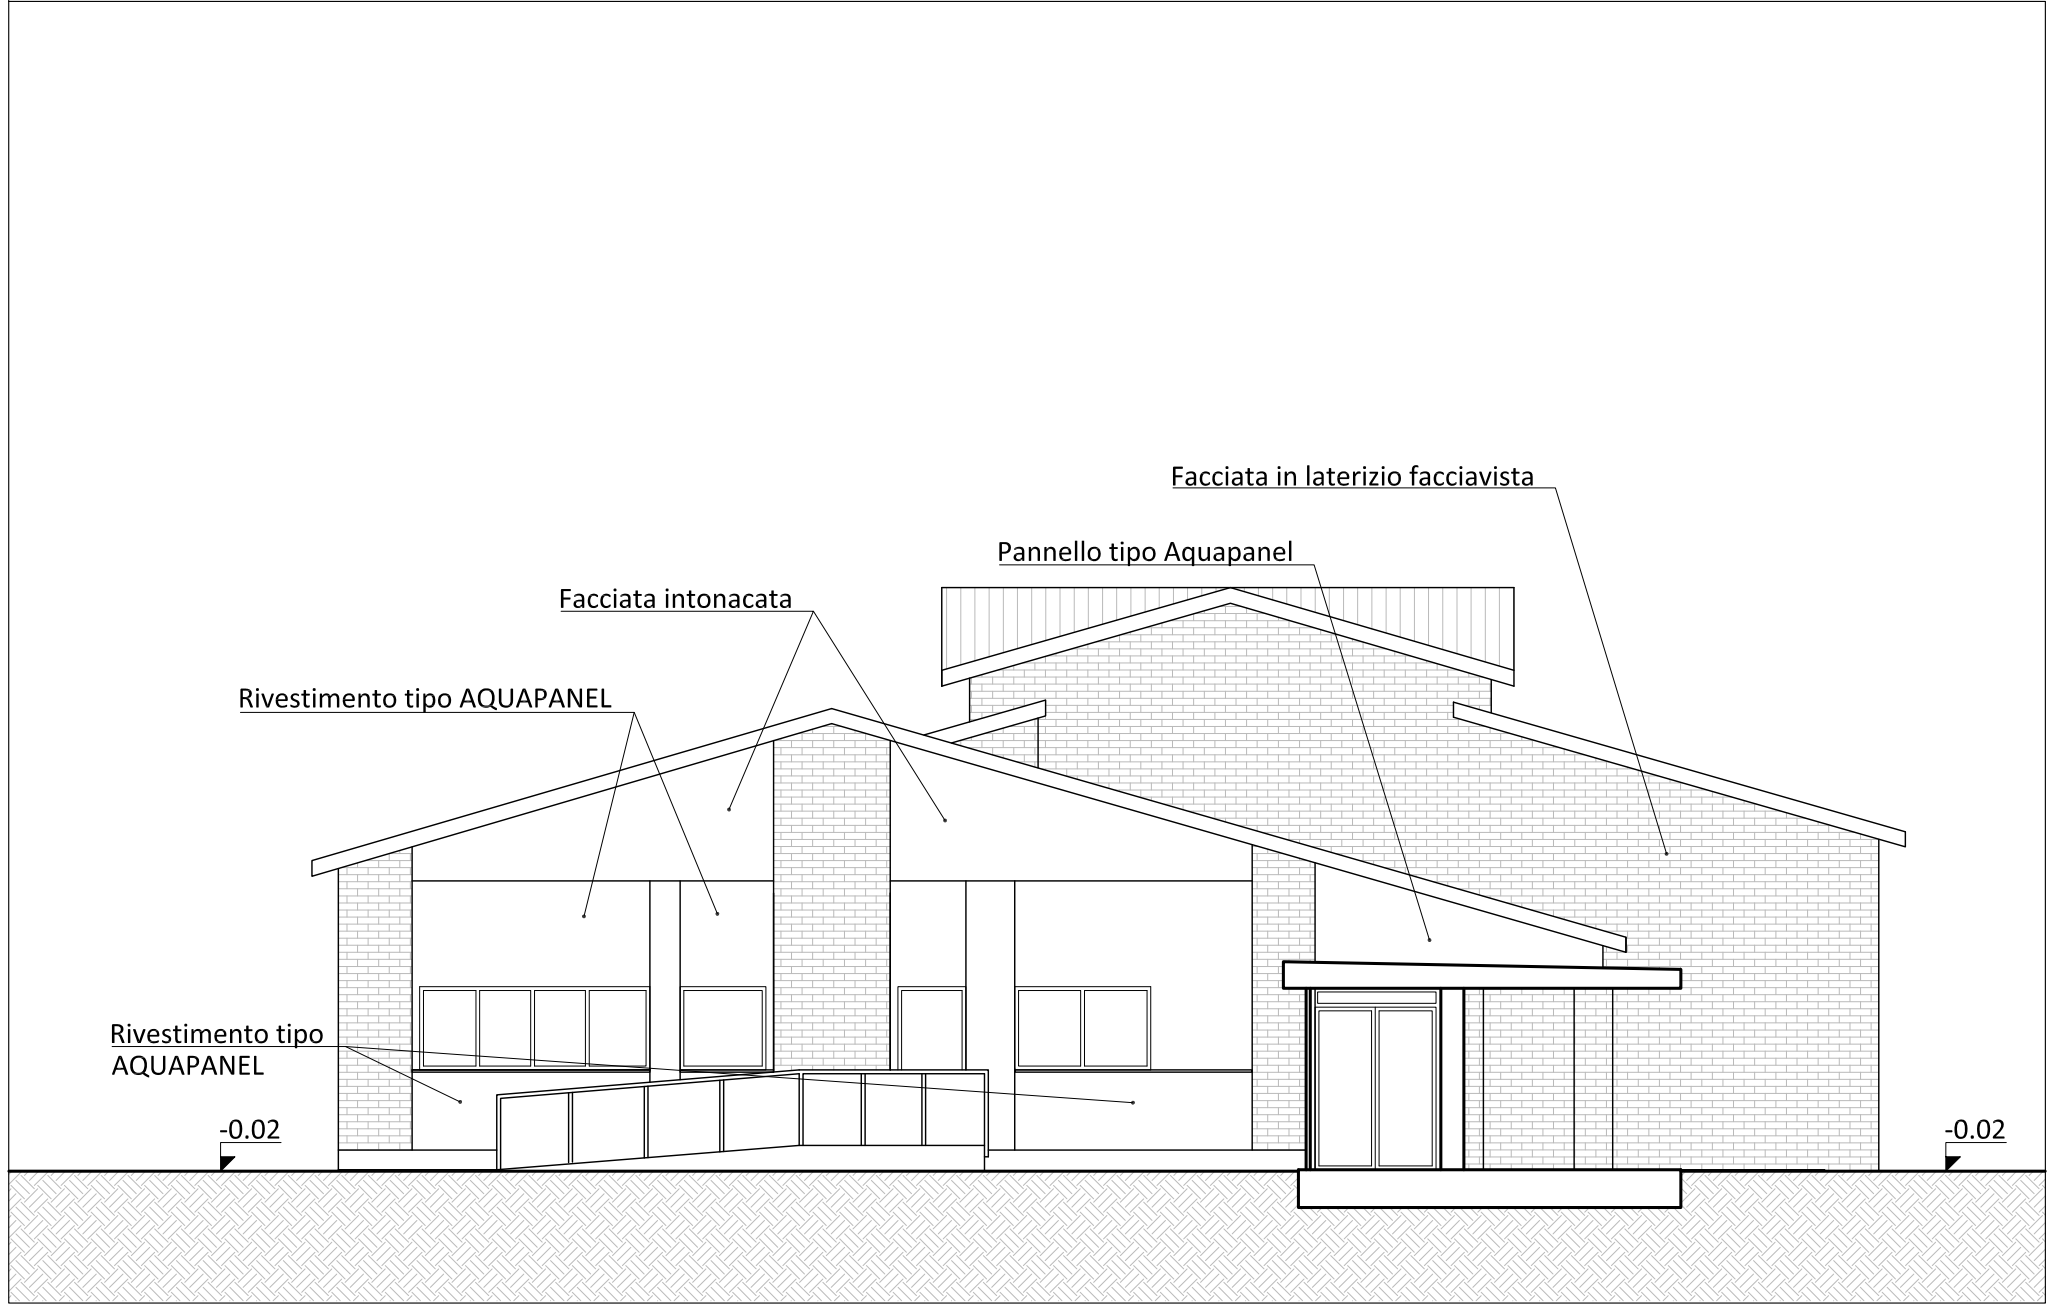 Facciata in laterizio facciavista
Pannello tipo Aquapanel
Facciata intonacata
Rivestimento tipo AQUAPANEL
Rivestimento tipo
AQUAPANEL
-0.02
-0.02